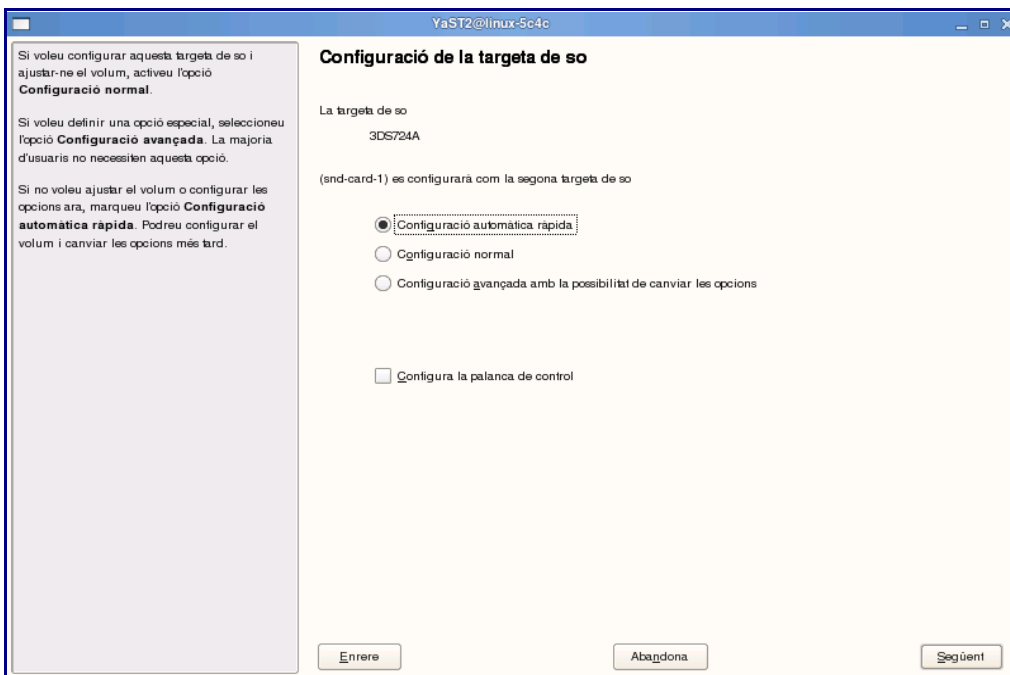 YaST2@linux-5c4c
Si voleu configurar aquesta targeta de so i
ajustar-ne el volum, activeu l'opció
Configuració normal.
Si voleu definir una opció especial, seleccioneu
l'opció Configuració avançada. La majoria
d'usuaris no necessiten aquesta opció.
Si no voleu ajustar el volum o configurar les
opcions ara, marqueu l'opció Configuració
automàtica ràpida. Podreu configurar el
volum i canviar les opcions més tard.
Configuració de la targeta de so
La targeta de so
3DS724A
(snd-card-1) es configurarà com la segona targeta de so
Configuració automàtica ràpida
Configuració normal
Configuració avançada amb la possibilitat de canviar les opcions
Configura la palanca de control
Enrere
Abandona
Següent